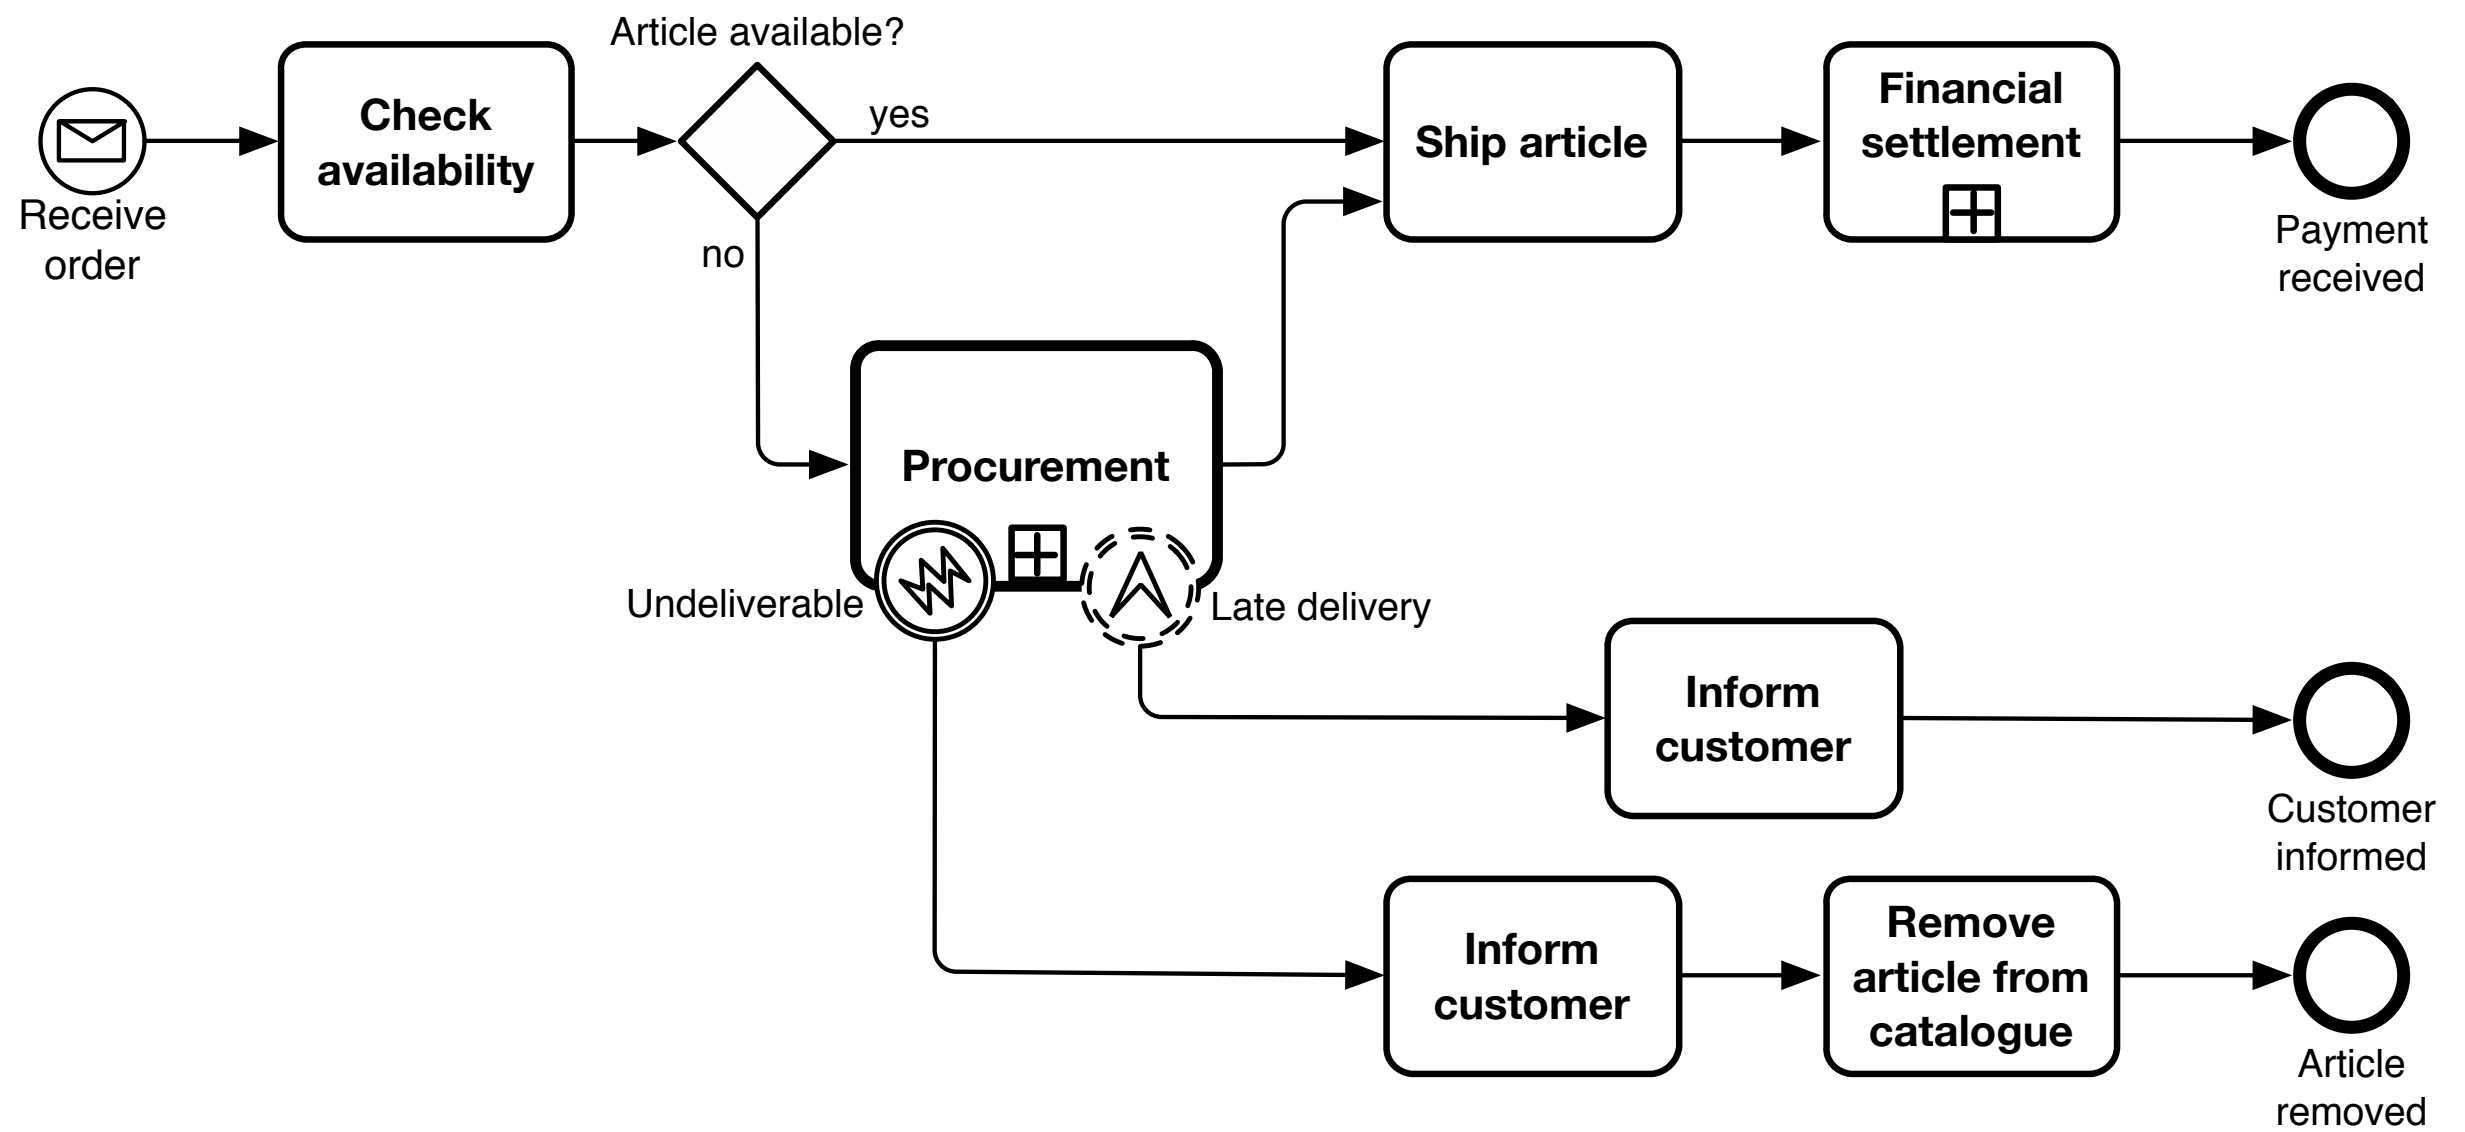 Article available?
Check
availability
yes
Ship article
Financial
settlement
Receive
order
no
Payment
received
Procurement
Undeliverable
Late delivery
Inform
customer
Customer
informed
Inform
customer
Remove
article from
catalogue
Article
removed